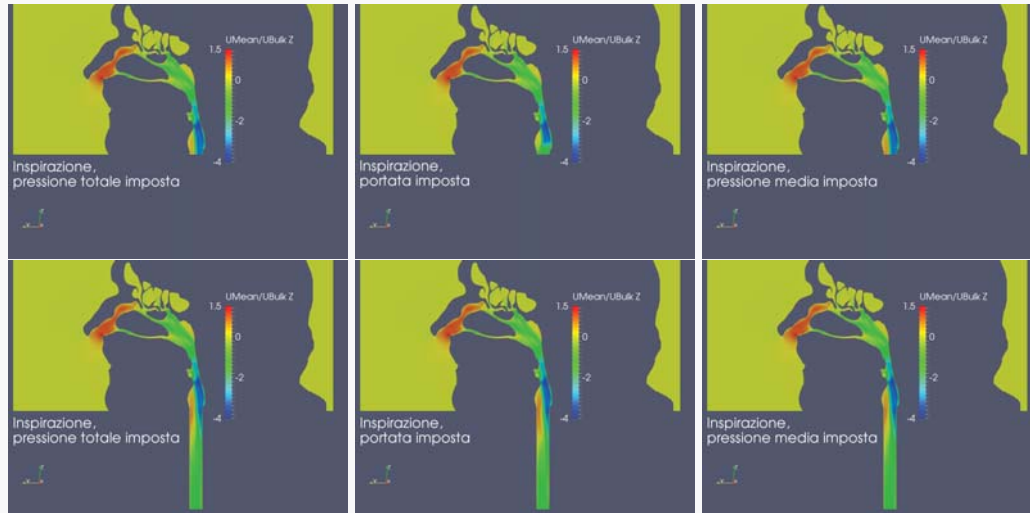 UMean/UBulk Z
1.5
0
-2
-4
Inspirazione,
pressione totale imposta
UMean/UBulk Z
1.5
0
-2
-4
Inspirazione,
portata imposta
UMean/UBulk Z
1.5
0
-2
-4
Inspirazione,
pressione media imposta
UMean/UBulk Z
1.5
0
-2
-4
Inspirazione,
pressione totale imposta
UMean/UBulk Z
1.5
0
-2
-4
Inspirazione,
portata imposta
UMean/UBulk Z
1.5
0
-2
-4
Inspirazione,
pressione media imposta